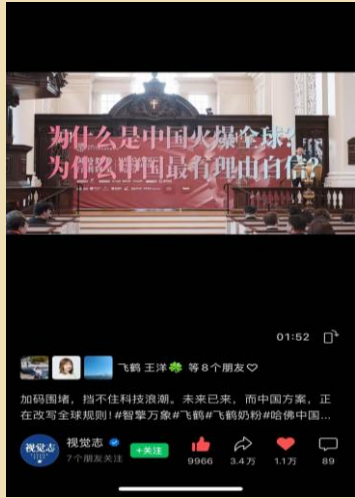 为什么是中国火爆全球?
为什么中国最有理由自信?
01:52
飞鹤 王洋🍀 等8个朋友♡
加码围堵，挡不住科技浪潮。未来已来，而中国方案，正
在改写全球规则!#智擎万象#飞鹤#飞鹤奶粉#哈佛中国...
视觉志
视觉志
+关注
7个朋友关注
9966
3.4万
1.1万
89